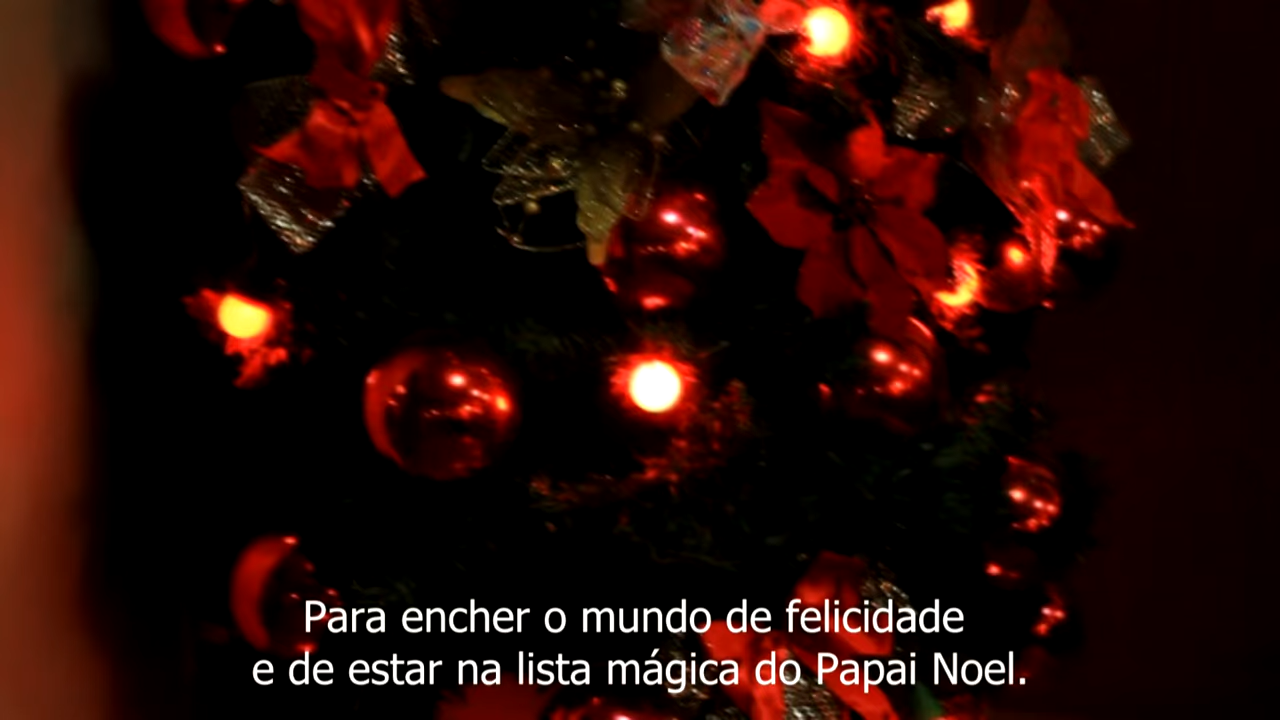 Para encher o mundo de felicidade
e de estar na lista mágica do Papai Noel.